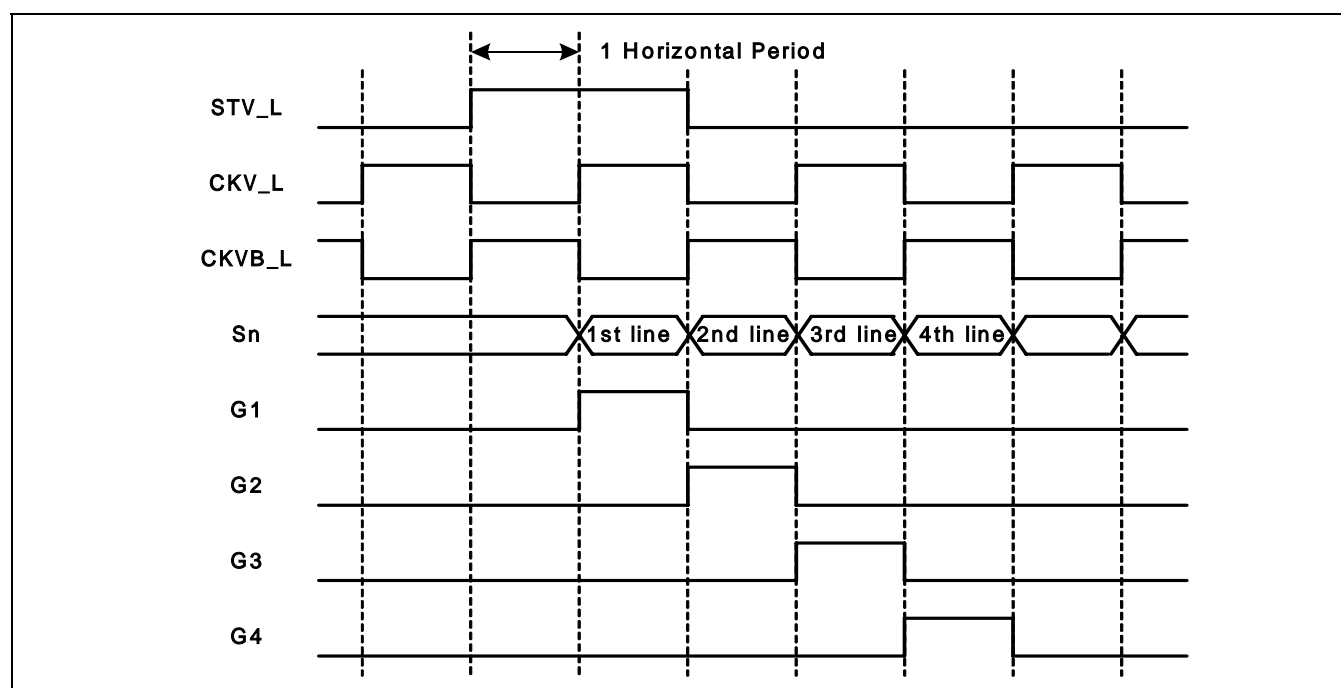 1 Horizontal Period
STV_L
CKV_L
CKVB_L
Sn
1st line
2nd line
3rd line
4th line
G1
G2
G3
G4